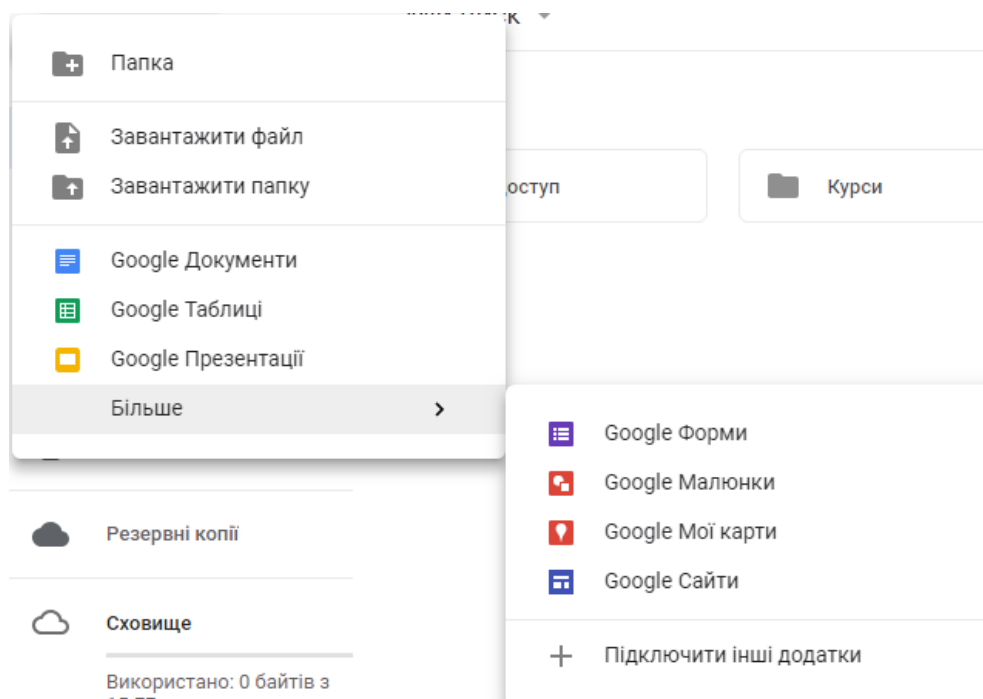 Папка
Завантажити файл
Завантажити папку
Google Документи
Google Таблиці
Google Презентації
Більше
Курси
Google Форми
Google Малюнки
Google Мої карти
Google Сайти
Підключити інші додатки
Резервні копії
Сховище
Використано: 0 байтів з